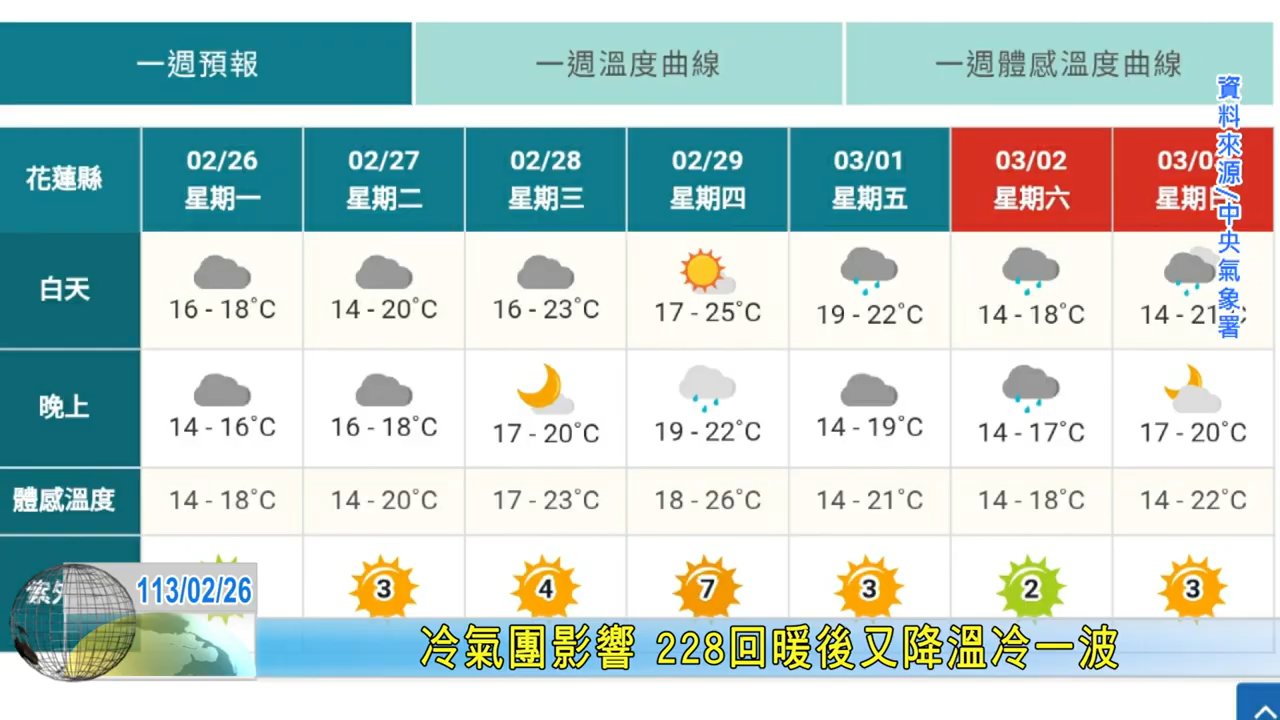 一週預報 一週溫度曲線 一週體感溫度曲線
資料來源/中央氣象署
花蓮縣 02/26 02/27 02/28 02/29 03/01 03/02
星期一 星期二 星期三 星期四 星期五 星期六 星期日
白天 16 - 18°C 14 - 20°C 16 - 23°C 17 - 25°C 19 - 22°C 14 - 18°C 14 - 21°C
晚上 14 - 16°C 16 - 18°C 17 - 20°C 19 - 22°C 14 - 19°C 14 - 17°C 17 - 20°C
體感溫度 14 - 18°C 14 - 20°C 17 - 23°C 18 - 26°C 14 - 21°C 14 - 18°C 14 - 22°C
3 4 7 3 2 3
113/02/26
冷氣團影響 228回暖後又降溫冷一波